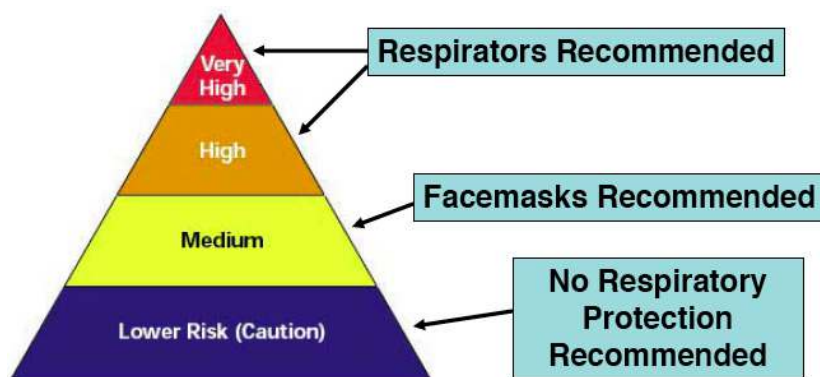 Very
High
Respirators Recommended
High
Facemasks Recommended
Medium
No Respiratory
Protection
Recommended
Lower Risk (Caution)